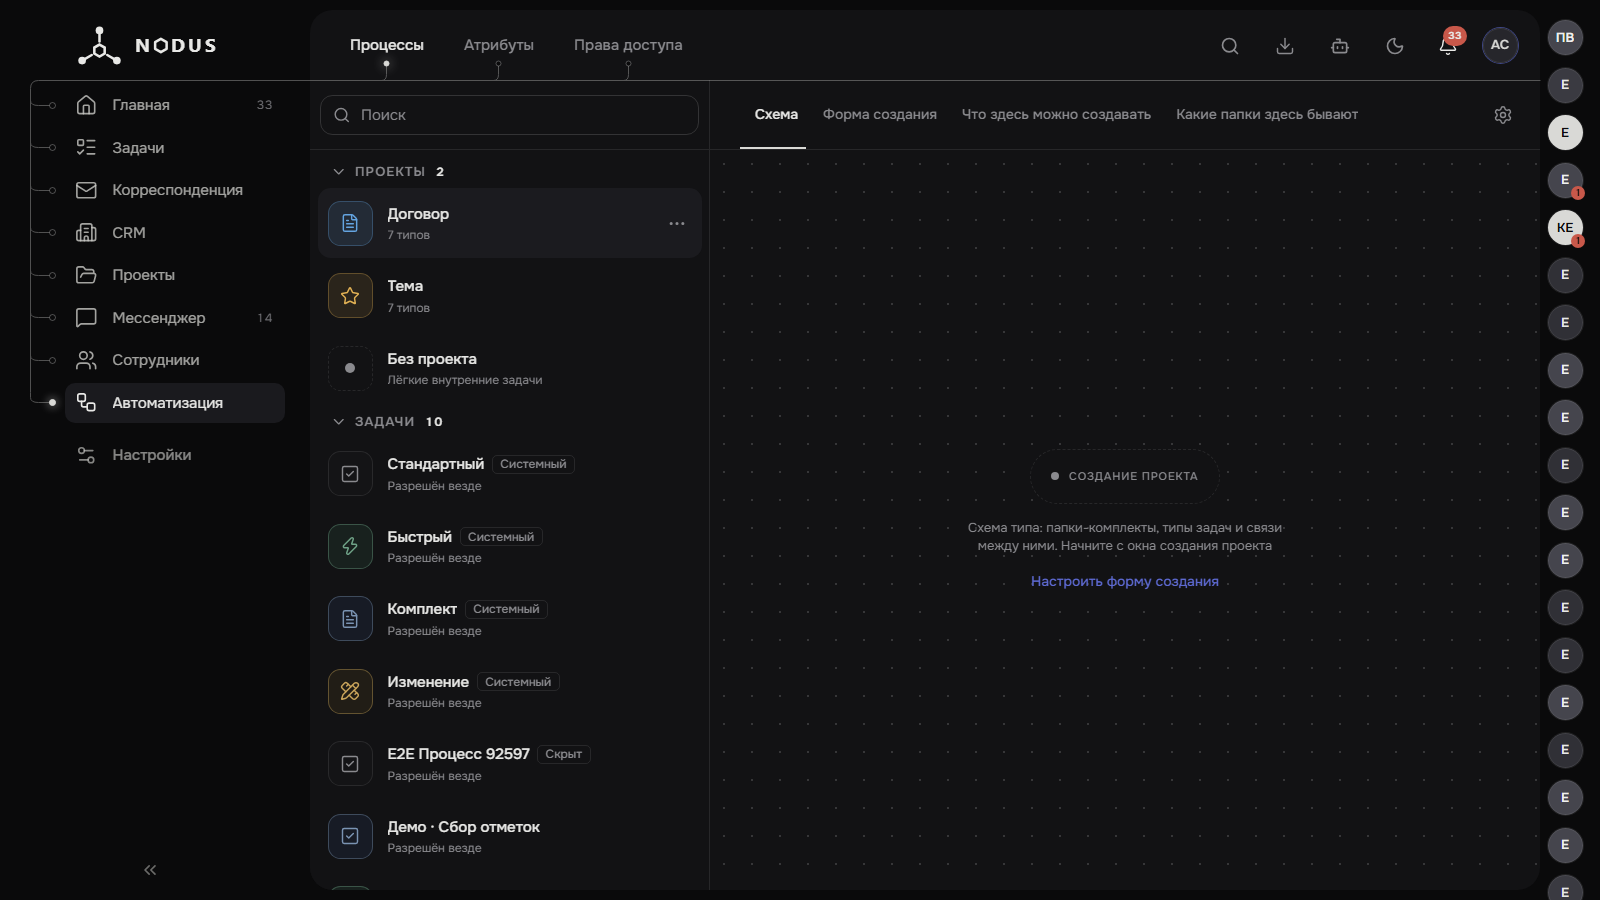 NODUS
Главная 33
Задачи
Корреспонденция
CRM
Проекты
Мессенджер 14
Сотрудники
Автоматизация
Настройки
Процессы Атрибуты Права доступа
33
АС
Поиск
ПРОЕКТЫ 2
Договор
7 типов
Тема
7 типов
Без проекта
Лёгкие внутренние задачи
ЗАДАЧИ 10
Стандартный Системный
Разрешён везде
Быстрый Системный
Разрешён везде
Комплект Системный
Разрешён везде
Изменение Системный
Разрешён везде
E2E Процесс 92597 Скрыт
Разрешён везде
Демо · Сбор отметок
Разрешён везде
Схема Форма создания Что здесь можно создавать Какие папки здесь бывают
СОЗДАНИЕ ПРОЕКТА
Схема типа: папки-комплекты, типы задач и связи
между ними. Начните с окна создания проекта
Настроить форму создания
ПВ
Е
Е
Е
1
КЕ
1
Е
Е
Е
Е
Е
Е
Е
Е
Е
Е
Е
Е
Е
Е